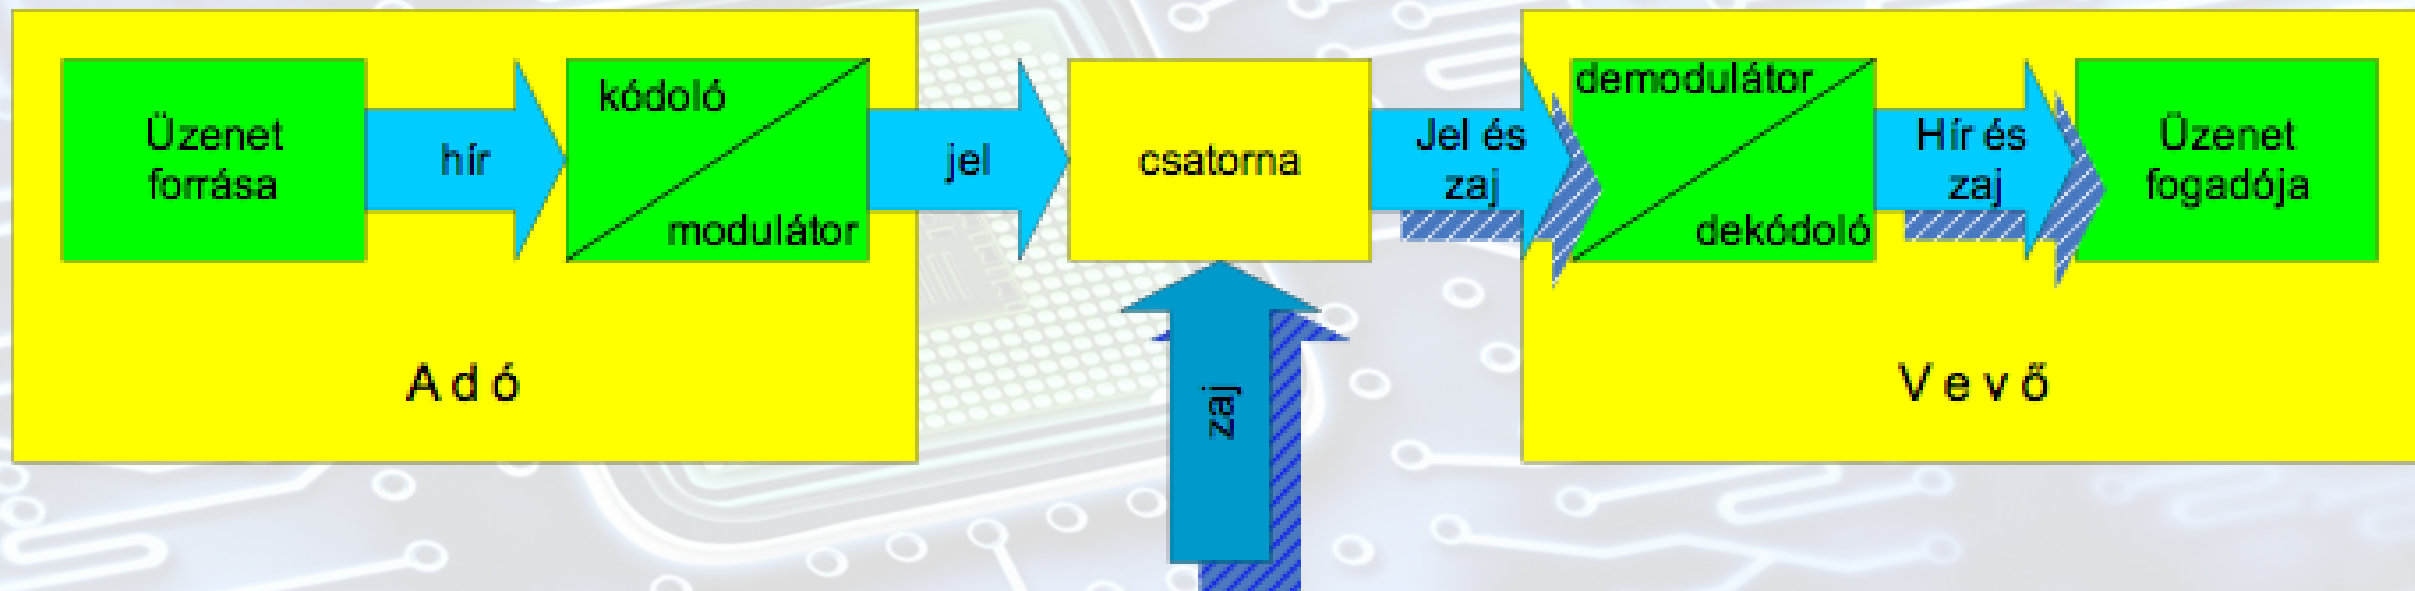 Üzenet
forrása
hír
kódoló
modulátor
jel
csatorna
Jel és
zaj
demodulátor
dekódoló
Hír és
zaj
Üzenet
fogadója
A d ó
zaj
V e v ő